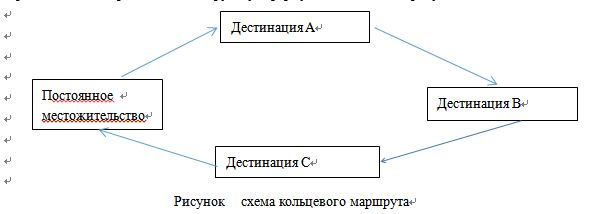 Дестинация А
Постоянное
местожительство
Дестинация В
Дестинация С
Рисунок схема кольцевого маршрута